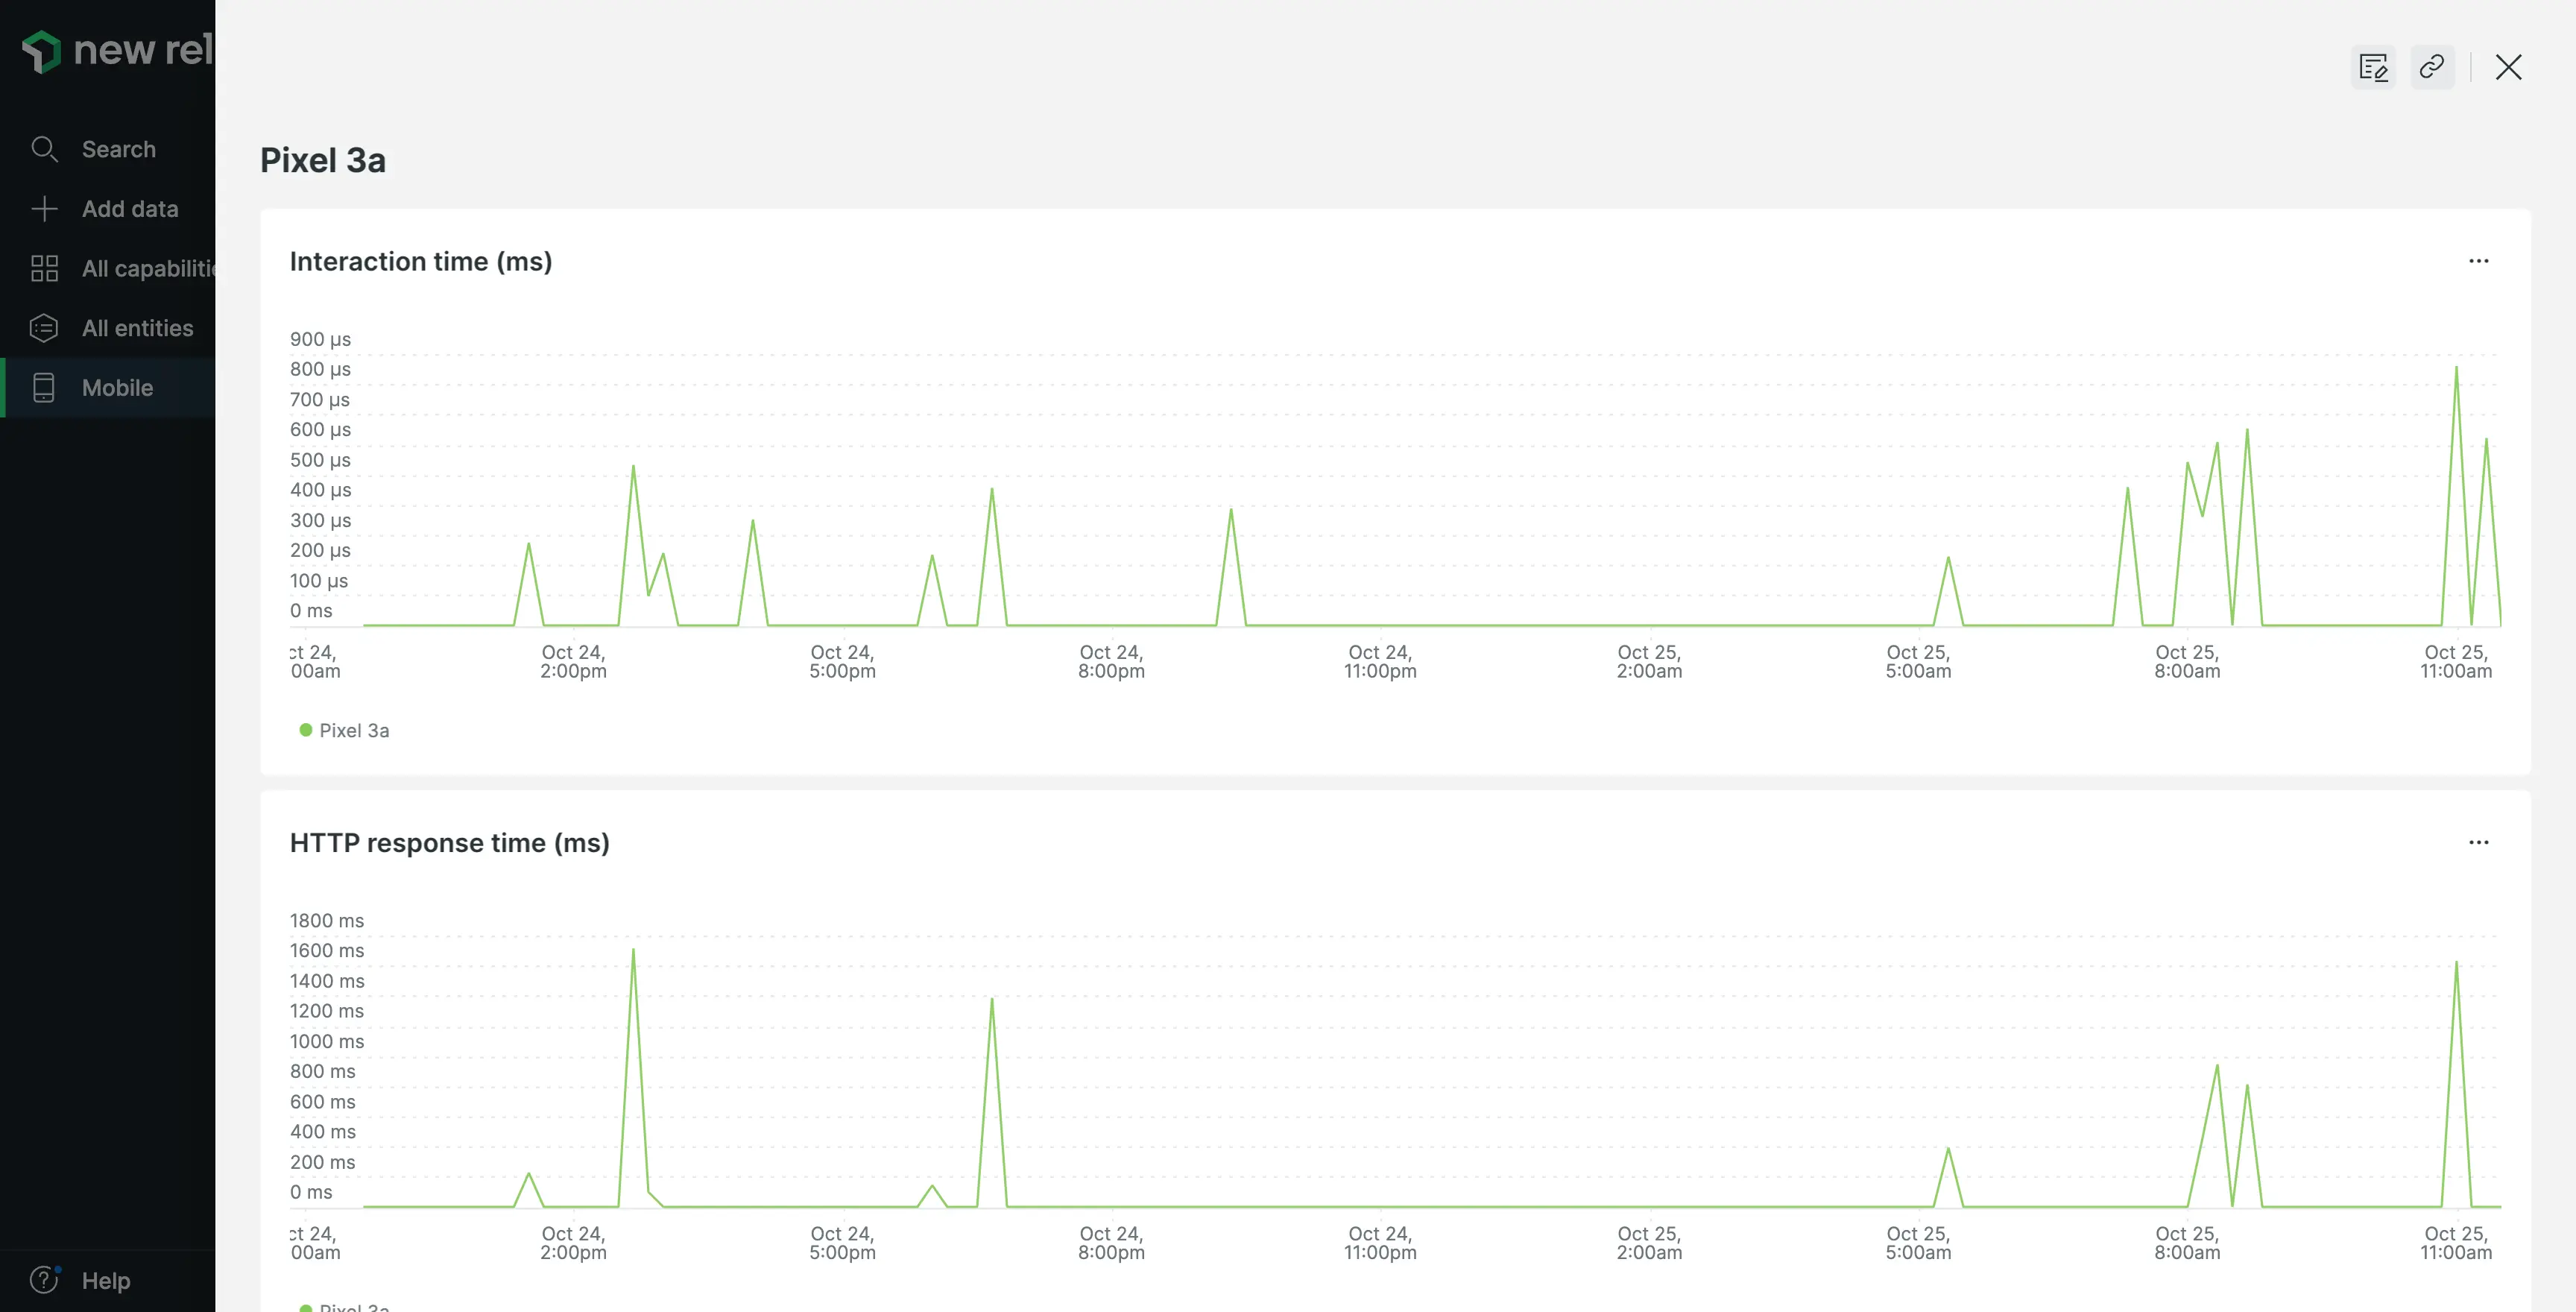 new rel
Search
Add data
All capabilitie
All entities
Mobile
Help
Pixel 3a
Interaction time (ms)
...
900 µs
800 µs
700 µs
600 µs
500 µs
400 µs
300 µs
200 µs
100 µs
0 ms
ct 24, Oct 24, Oct 24, Oct 24, Oct 24, Oct 25, Oct 25, Oct 25, Oct 25,
00am 2:00pm 5:00pm 8:00pm 11:00pm 2:00am 5:00am 8:00am 11:00am
Pixel 3a
HTTP response time (ms)
...
1800 ms
1600 ms
1400 ms
1200 ms
1000 ms
800 ms
600 ms
400 ms
200 ms
0 ms
ct 24, Oct 24, Oct 24, Oct 24, Oct 24, Oct 25, Oct 25, Oct 25, Oct 25,
00am 2:00pm 5:00pm 8:00pm 11:00pm 2:00am 5:00am 8:00am 11:00am
Pixel 3a